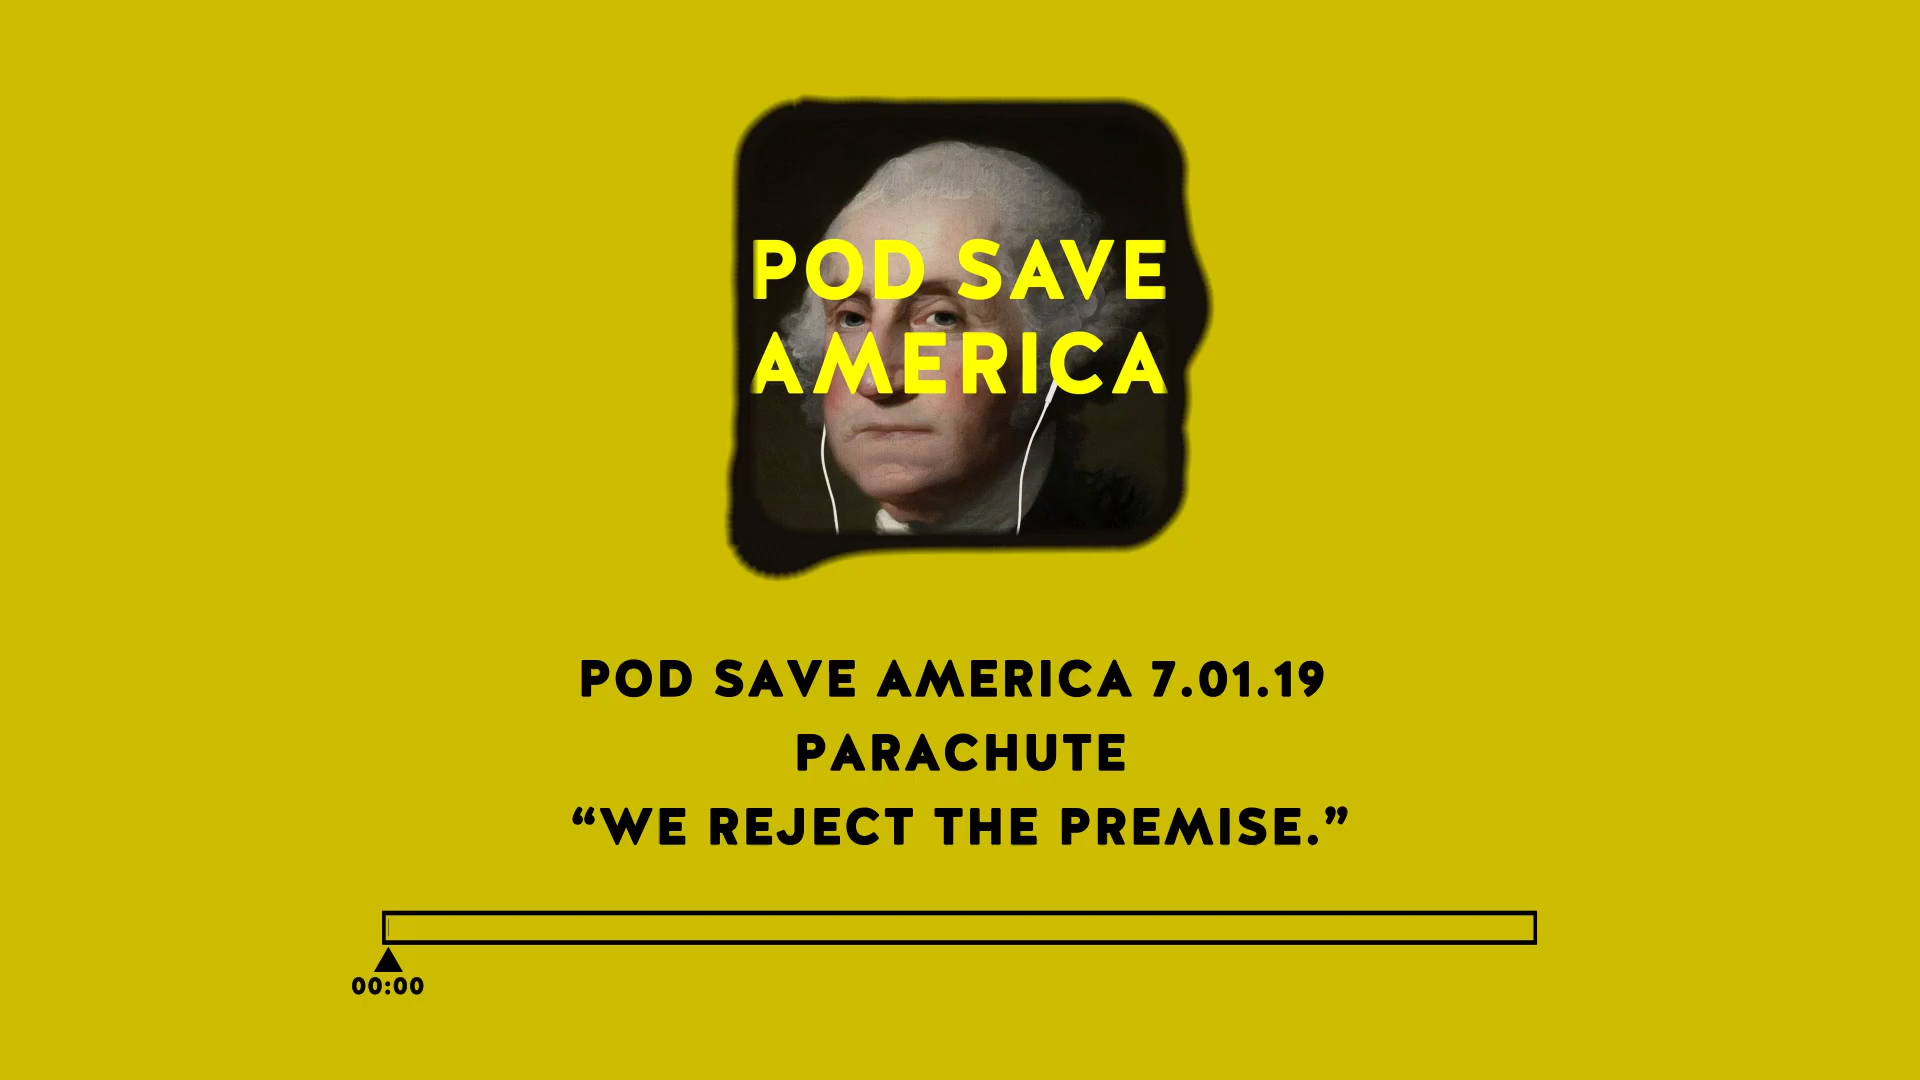 POD SAVE
AMERICA
POD SAVE AMERICA 7.01.19
PARACHUTE
“WE REJECT THE PREMISE.”
00:00